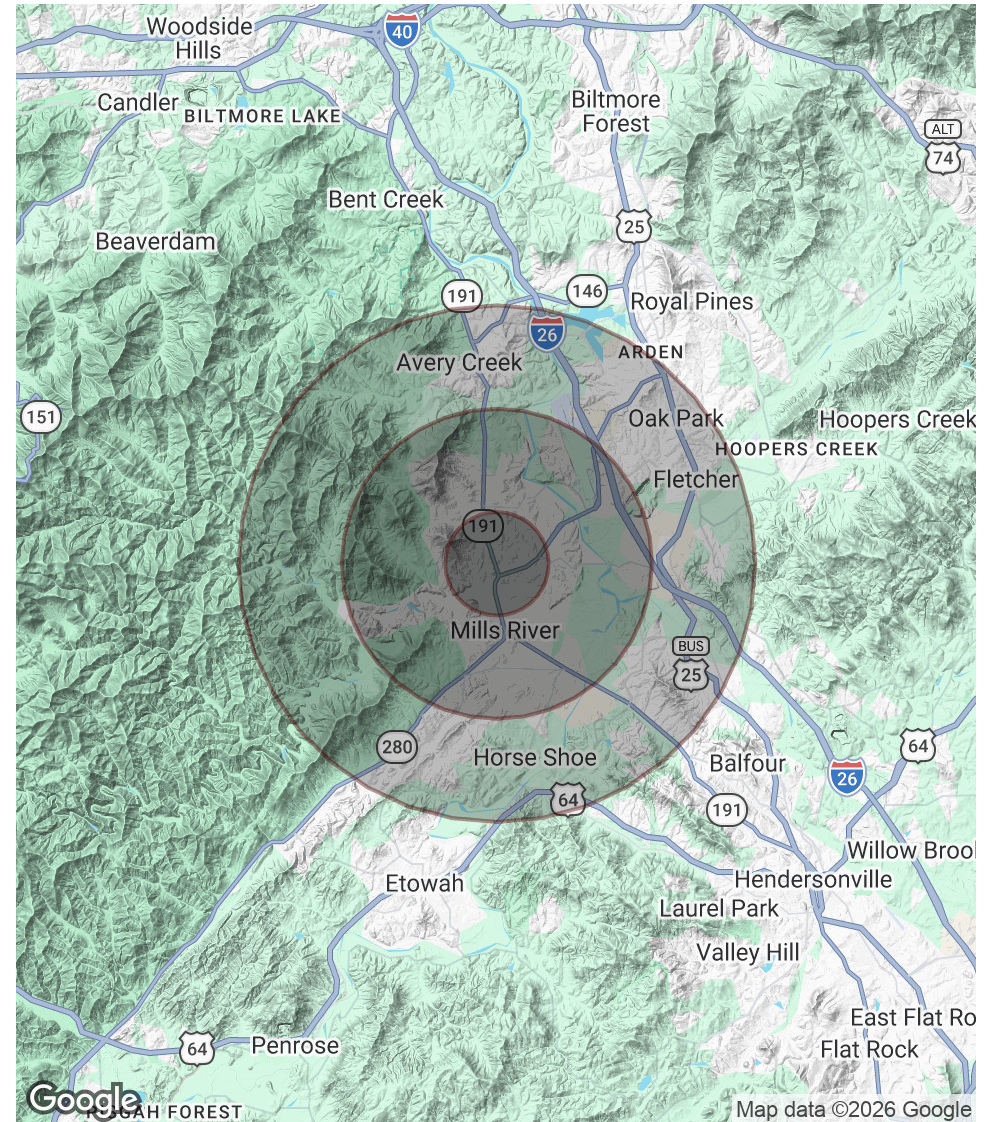 Woodside
Hills
40
Candler
BILTMORE LAKE
Biltmore
Forest
ALT
74
Bent Creek
25
Beaverdam
191
146
Royal Pines
26
ARDEN
Avery Creek
151
Oak Park
Hoopers Creek
HOOPERS CREEK
Fletcher
191
Mills River
BUS
25
280
Horse Shoe
64
Balfour
64
26
64
191
Willow Brook
Etowah
Hendersonville
Laurel Park
Valley Hill
East Flat Ro
Flat Rock
64
Penrose
Google
GAH FOREST
Map data ©2026 Google